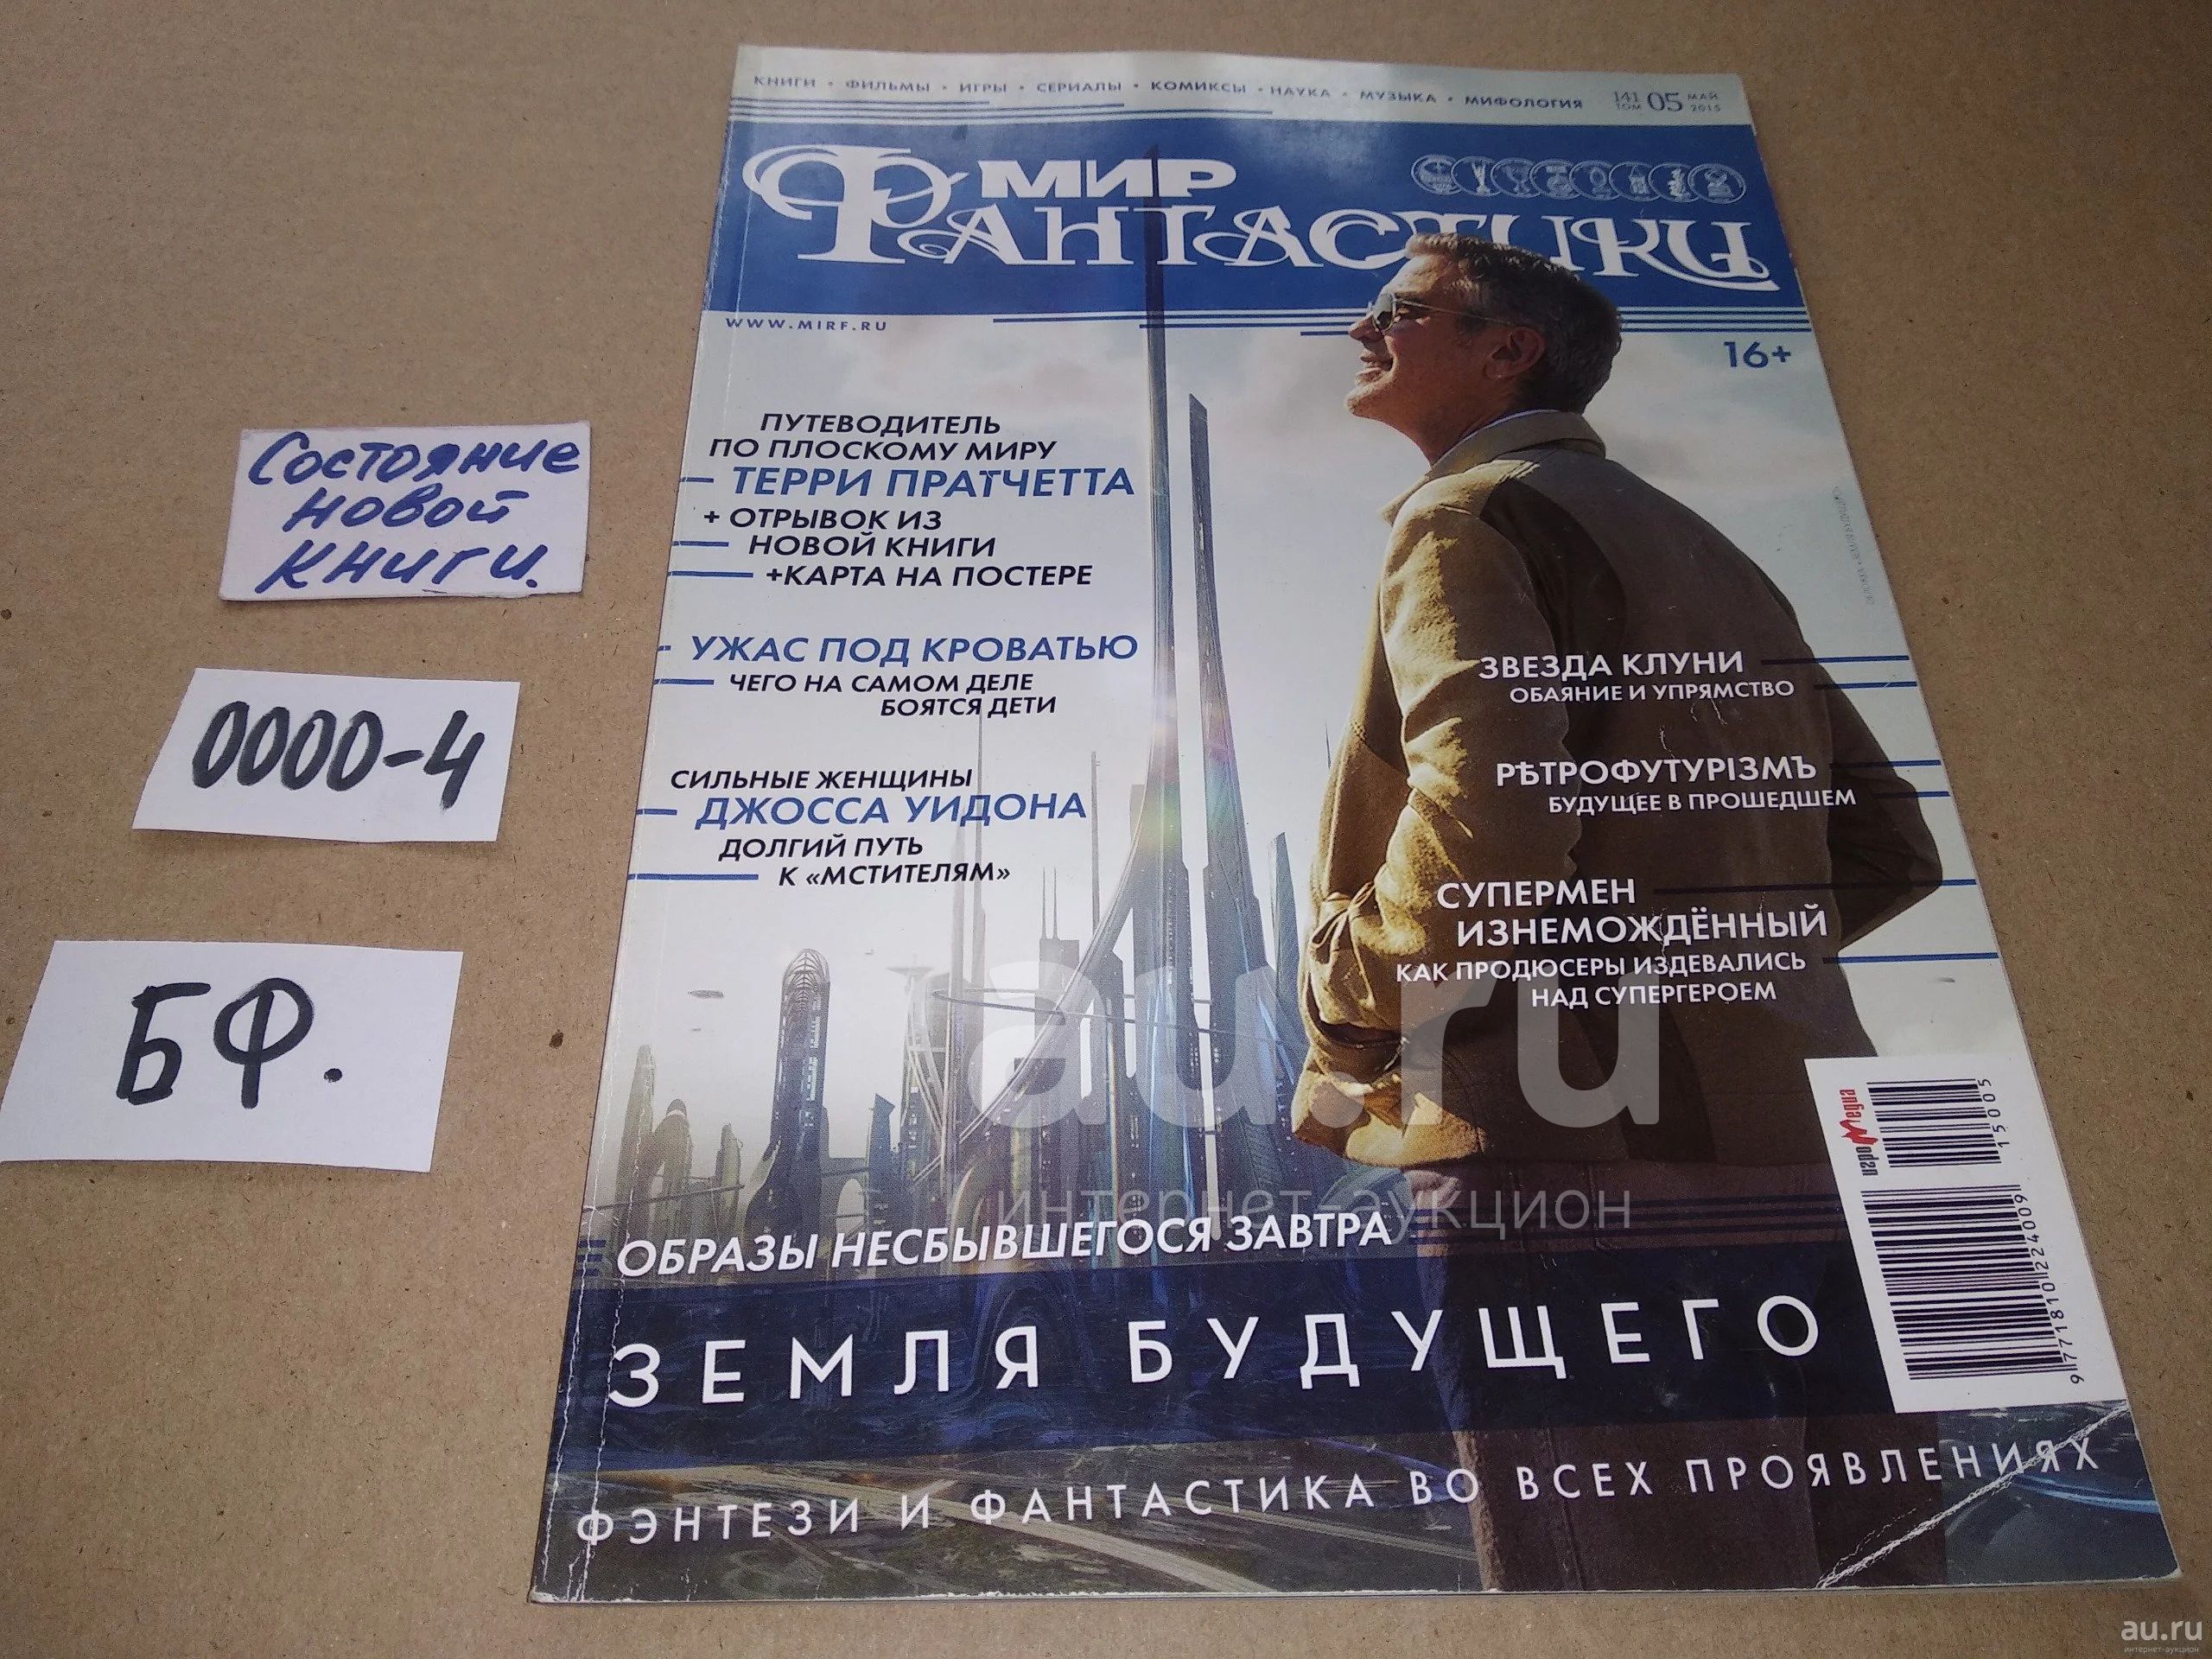 КНИГИ • ФИЛЬМЫ • ИГРЫ • СЕРИАЛЫ • КОМИКСЫ • НАУКА • МУЗЫКА • МИФОЛОГИЯ
141 ТОМ 05 МАЙ 2015
МИР
ФАНТАСТИКИ
WWW.MIRF.RU
16+
ПУТЕВОДИТЕЛЬ
ПО ПЛОСКОМУ МИРУ
ТЕРРИ ПРАТЧЕТТА
+ ОТРЫВОК ИЗ
НОВОЙ КНИГИ
+КАРТА НА ПОСТЕРЕ
УЖАС ПОД КРОВАТЬЮ
ЧЕГО НА САМОМ ДЕЛЕ
БОЯТСЯ ДЕТИ
СИЛЬНЫЕ ЖЕНЩИНЫ
ДЖОССА УИДОНА
ДОЛГИЙ ПУТЬ
К «МСТИТЕЛЯМ»
ЗВЕЗДА КЛУНИ
ОБАЯНИЕ И УПРЯМСТВО
РѢТРОФУТУРІЗМЪ
БУДУЩЕЕ В ПРОШЕДШЕМ
СУПЕРМЕН
ИЗНЕМОЖДЁННЫЙ
КАК ПРОДЮСЕРЫ ИЗДЕВАЛИСЬ
НАД СУПЕРГЕРОЕМ
ОБРАЗЫ НЕСБЫВШЕГОСЯ ЗАВТРА
ЗЕМЛЯ БУДУЩЕГО
ФЭНТЕЗИ И ФАНТАСТИКА ВО ВСЕХ ПРОЯВЛЕНИЯХ
игроМедиа
15005
9 771810 224009
Состояние
новой
книги.
0000-4
БФ.
au.ru
интернет-аукцион
au.ru
интернет-аукцион